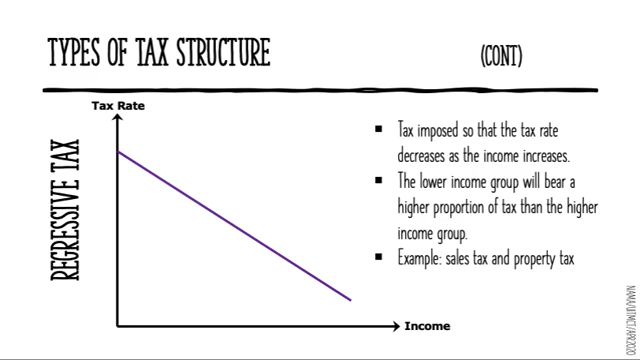 TYPES OF TAX STRUCTURE (CONT)
Tax Rate
REGRESSIVE TAX
Income
▪ Tax imposed so that the tax rate
decreases as the income increases.
▪ The lower income group will bear a
higher proportion of tax than the higher
income group.
▪ Example: sales tax and property tax